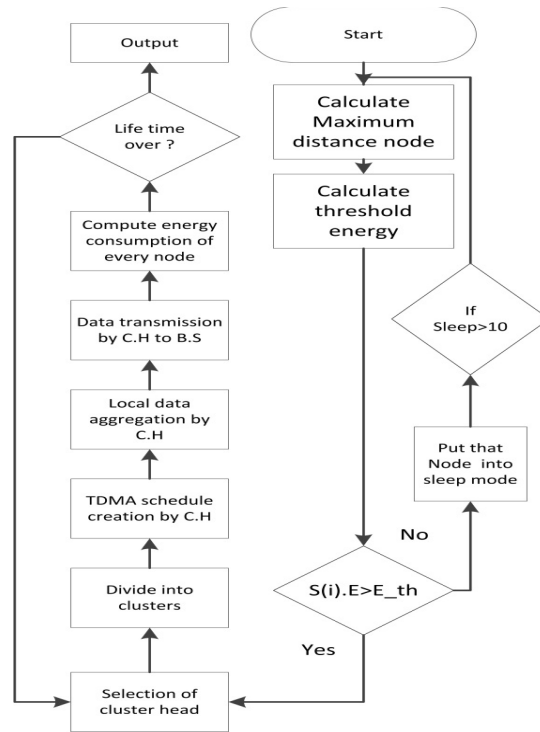 Start
Calculate
Maximum
distance node
Calculate
threshold
energy
If
Sleep>10
Put that
Node into
sleep mode
No
S(i).E>E_th
Yes
Selection of
cluster head
Divide into
clusters
TDMA schedule
creation by C.H
Local data
aggregation by
C.H
Data transmission
by C.H to B.S
Compute energy
consumption of
every node
Life time
over ?
Output